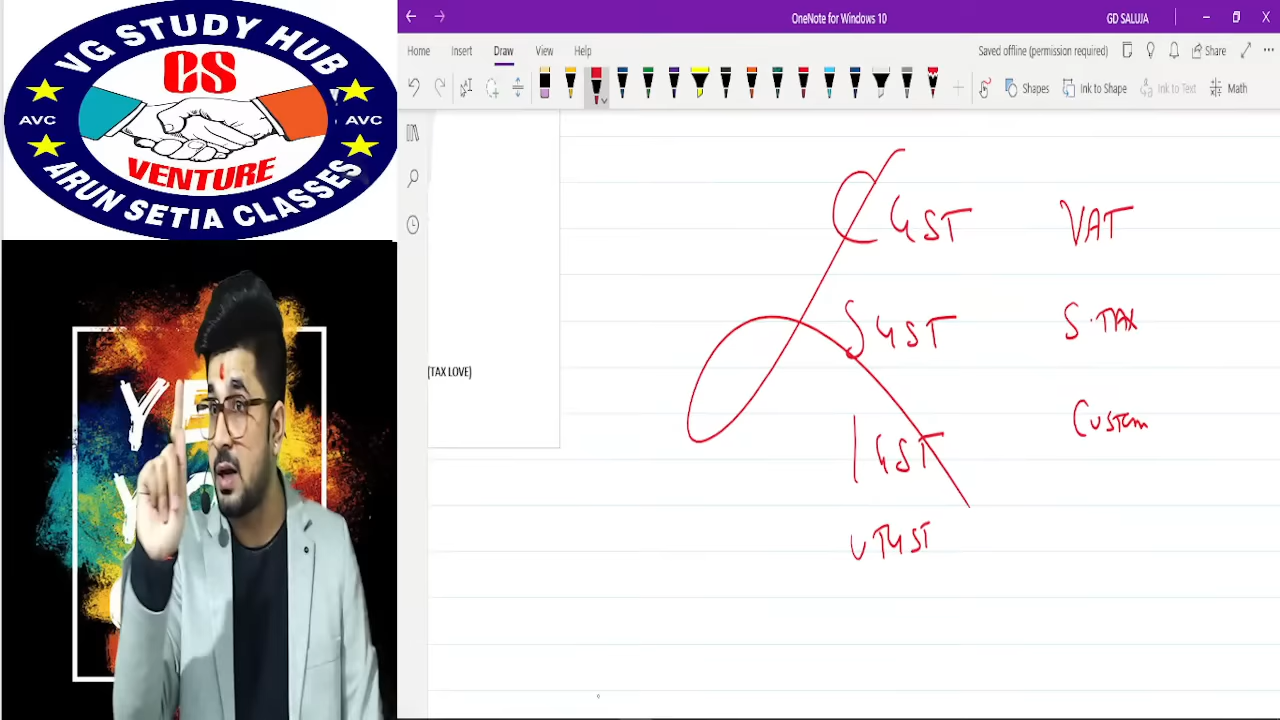 VG STUDY HUB
CS
AVC
AVC
VENTURE
ARUN SETIA CLASSES
OneNote for Windows 10
GD SALUJA
Home Insert Draw View Help
Saved offline (permission required)
Share
Shapes
Ink to Shape
Ink to Text
Math
(TAX LOVE)
CGST VAT
SGST S.TAX
IGST Custom
UTGST